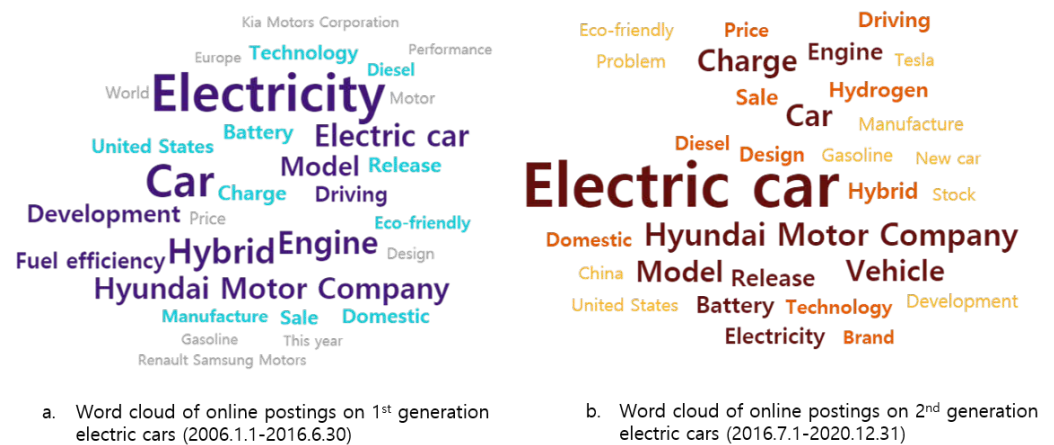 Kia Motors Corporation
Europe Technology Performance
Diesel
World Electricity Motor
Battery Electric car
United States
Model Release
Car Charge Driving
Development Price Eco-friendly
Fuel efficiency Hybrid Engine Design
Hyundai Motor Company
Manufacture Sale Domestic
Gasoline This year
Renault Samsung Motors
a. Word cloud of online postings on 1st generation
electric cars (2006.1.1-2016.6.30)
Driving
Eco-friendly Price
Problem Charge Engine Tesla
Sale Hydrogen
Car Manufacture
Diesel Design Gasoline New car
Electric car Hybrid Stock
Domestic Hyundai Motor Company
China Model Release Vehicle
United States Battery Technology Development
Electricity Brand
b. Word cloud of online postings on 2nd generation
electric cars (2016.7.1-2020.12.31)